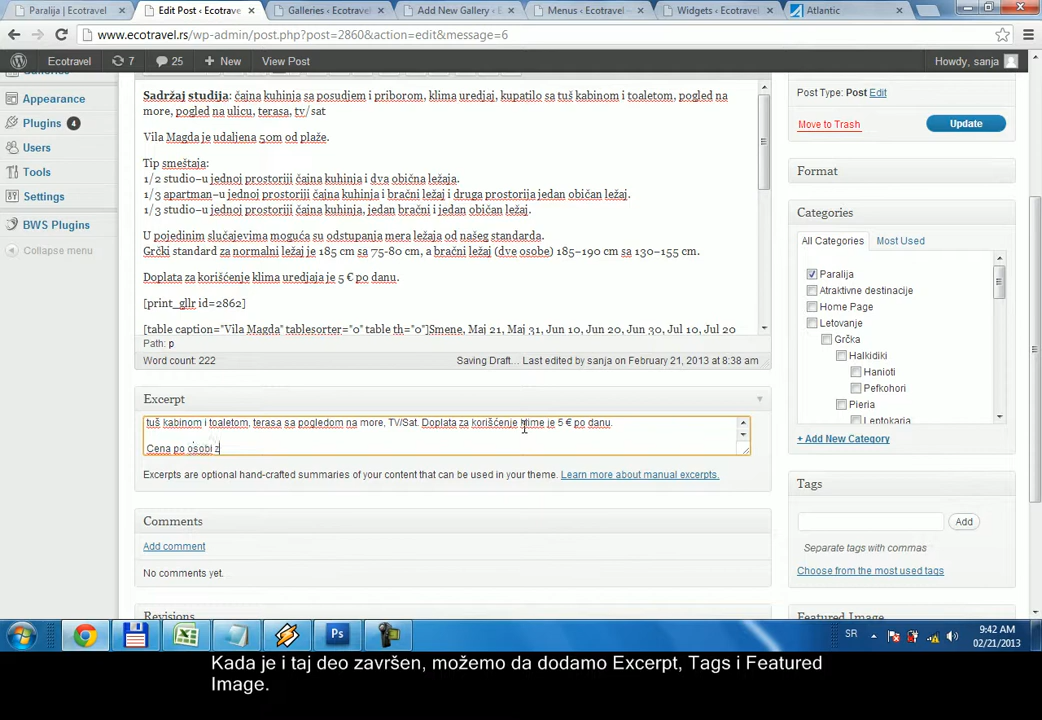 Paralija | Ecotravel
Edit Post ‹ Ecotrave
Galleries ‹ Ecotrave
Add New Gallery ‹ E
Menus ‹ Ecotravel —
Widgets ‹ Ecotravel
Atlantic
www.ecotravel.rs/wp-admin/post.php?post=2860&action=edit&message=6
Ecotravel 7 25 New View Post Howdy, sanja
Appearance
Plugins 4
Users
Tools
Settings
BWS Plugins
Collapse menu
Sadržaj studija: čajna kuhinja sa posudjem i priborom, klima uredjaj, kupatilo sa tuš kabinom i toaletom, pogled na
more, pogled na ulicu, terasa, tv/sat
Vila Magda je udaljena 50m od plaže.
Tip smeštaja:
1/2 studio–u jednoj prostoriji čajna kuhinja i dva obična ležaja.
1/3 apartman–u jednoj prostoriji čajna kuhinja i bračni ležaj i druga prostorija jedan običan ležaj.
1/3 studio–u jednoj prostoriji čajna kuhinja, jedan bračni i jedan običan ležaj.
U pojedinim slučajevima moguća su odstupanja mera ležaja od našeg standarda.
Grčki standard za normalni ležaj je 185 cm sa 75-80 cm, a bračni ležaj (dve osobe) 185–190 cm sa 130–155 cm.
Doplata za korišćenje klima uredjaja je 5 € po danu.
[print_gllr id=2862]
[table caption="Vila Magda" tablesorter="0" table th="0"]Smene, Maj 21, Maj 31, Jun 10, Jun 20, Jun 30, Jul 10, Jul 20
Path: p
Word count: 222
Saving Draft... Last edited by sanja on February 21, 2013 at 8:38 am
Excerpt
tuš kabinom i toaletom, terasa sa pogledom na more, TV/Sat. Doplata za korišćenje klime je 5 € po danu.
Cena po osobi z
Excerpts are optional hand-crafted summaries of your content that can be used in your theme. Learn more about manual excerpts.
Comments
Add comment
No comments yet.
Revisions
Post Type: Post Edit
Move to Trash
Update
Format
Categories
All Categories
Most Used
Paralija
Atraktivne destinacije
Home Page
Letovanje
Grčka
Halkidiki
Hanioti
Pefkohori
Pieria
+ Add New Category
Tags
Add
Separate tags with commas
Choose from the most used tags
Featured Image
Ps
SR
9:42 AM
02/21/2013
Kada je i taj deo završen, možemo da dodamo Excerpt, Tags i Featured
Image.